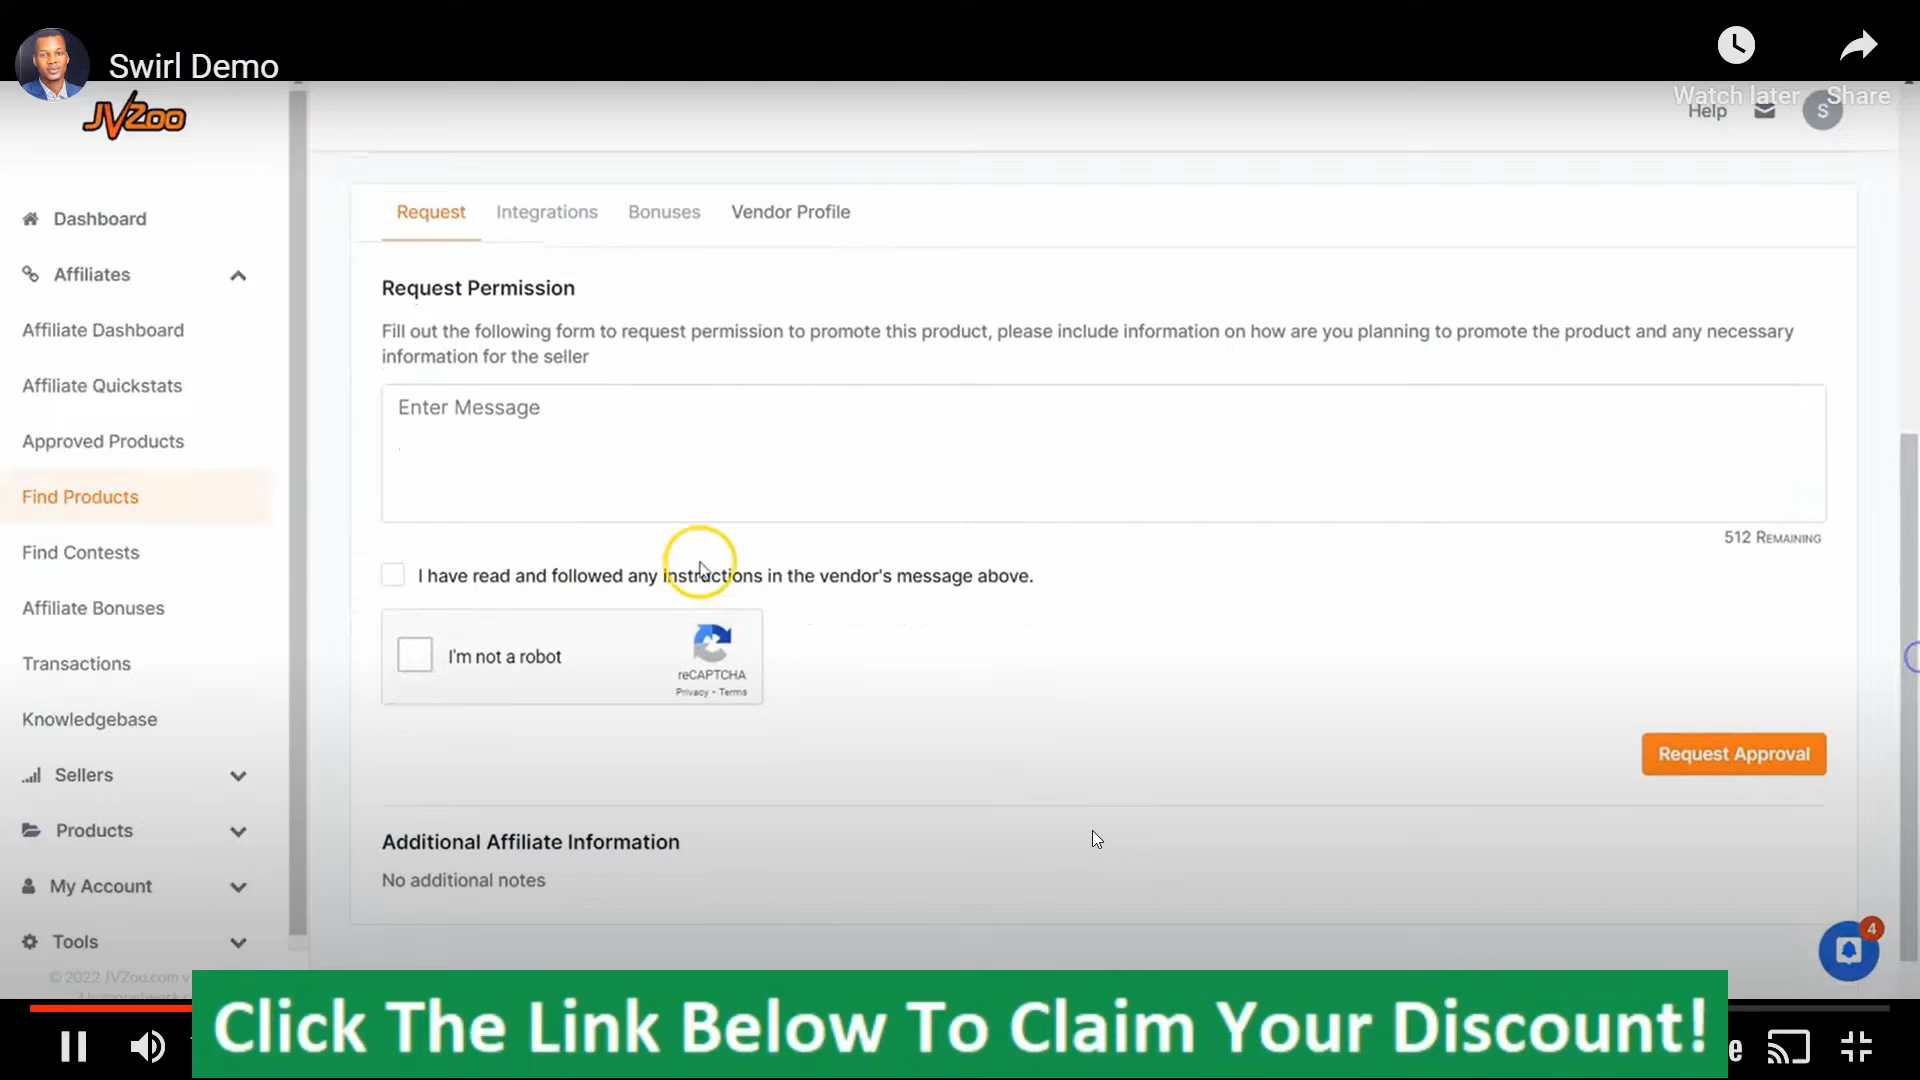 Swirl Demo
Watch later
Share
JVZoo
Help
S
Dashboard
Affiliates
Affiliate Dashboard
Affiliate Quickstats
Approved Products
Find Products
Find Contests
Affiliate Bonuses
Transactions
Knowledgebase
Sellers
Products
My Account
Tools
© 2022 JVZoo.com
Request
Integrations
Bonuses
Vendor Profile
Request Permission
Fill out the following form to request permission to promote this product, please include information on how are you planning to promote the product and any necessary
information for the seller
Enter Message
512 REMAINING
I have read and followed any instructions in the vendor's message above.
I'm not a robot
reCAPTCHA
Privacy - Terms
Request Approval
Additional Affiliate Information
No additional notes
4
Click The Link Below To Claim Your Discount!